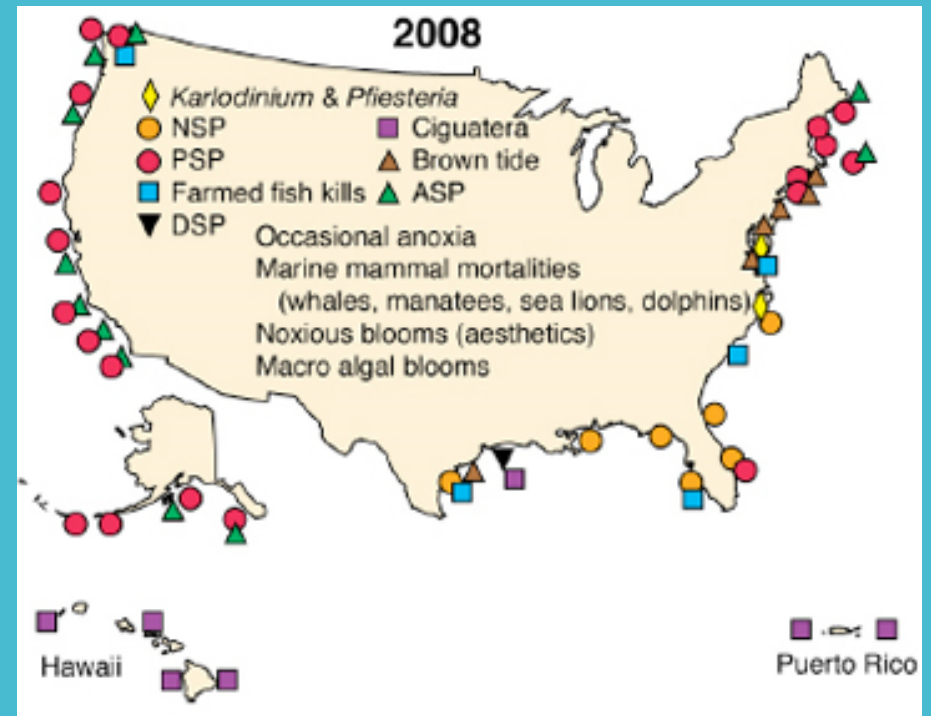 2008
Karlodinium & Pfiesteria
NSP Ciguatera
PSP Brown tide
Farmed fish kills ASP
DSP
Occasional anoxia
Marine mammal mortalities
(whales, manatees, sea lions, dolphins)
Noxious blooms (aesthetics)
Macro algal blooms
Hawaii
Puerto Rico